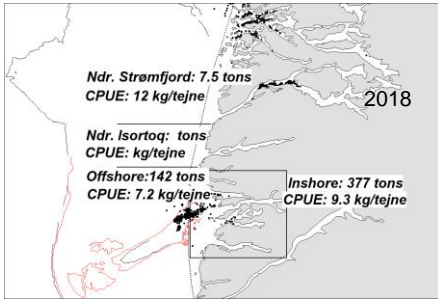 Ndr. Strømfjord: 7.5 tons
CPUE: 12 kg/tejne
2018
Ndr. Isortoq: tons
CPUE: kg/tejne
Offshore:142 tons
CPUE: 7.2 kg/tejne
Inshore: 377 tons
CPUE: 9.3 kg/tejne